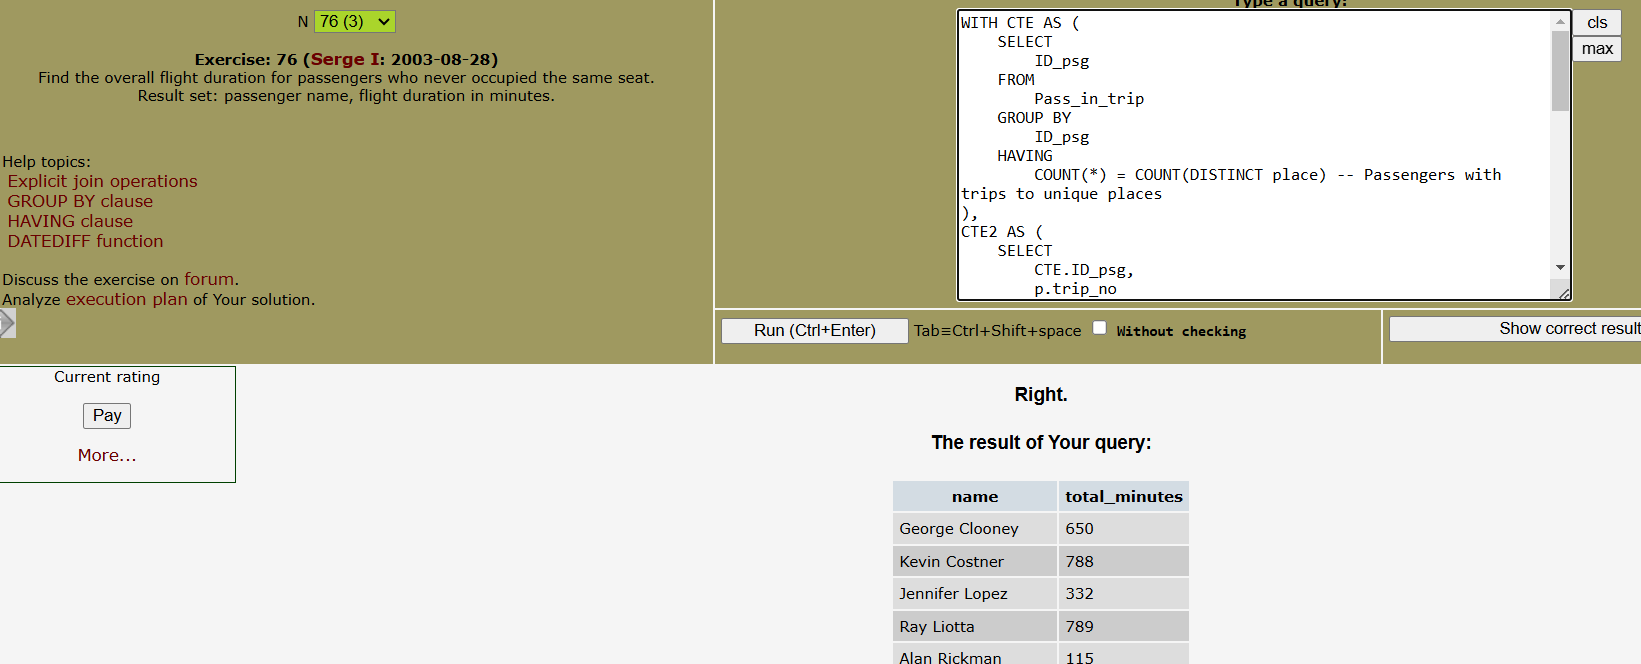 N 76 (3)
Exercise: 76 (Serge I: 2003-08-28)
Find the overall flight duration for passengers who never occupied the same seat.
Result set: passenger name, flight duration in minutes.
Help topics:
Explicit join operations
GROUP BY clause
HAVING clause
DATEDIFF function
Discuss the exercise on forum.
Analyze execution plan of Your solution.
Type a query:
WITH CTE AS (
    SELECT
        ID_psg
    FROM
        Pass_in_trip
    GROUP BY
        ID_psg
    HAVING
        COUNT(*) = COUNT(DISTINCT place) -- Passengers with
trips to unique places
),
CTE2 AS (
    SELECT
        CTE.ID_psg,
        p.trip_no
cls
max
Run (Ctrl+Enter) Tab≡Ctrl+Shift+space Without checking
Show correct result
Current rating
Pay
More...
Right.
The result of Your query:
name total_minutes
George Clooney 650
Kevin Costner 788
Jennifer Lopez 332
Ray Liotta 789
Alan Rickman 115